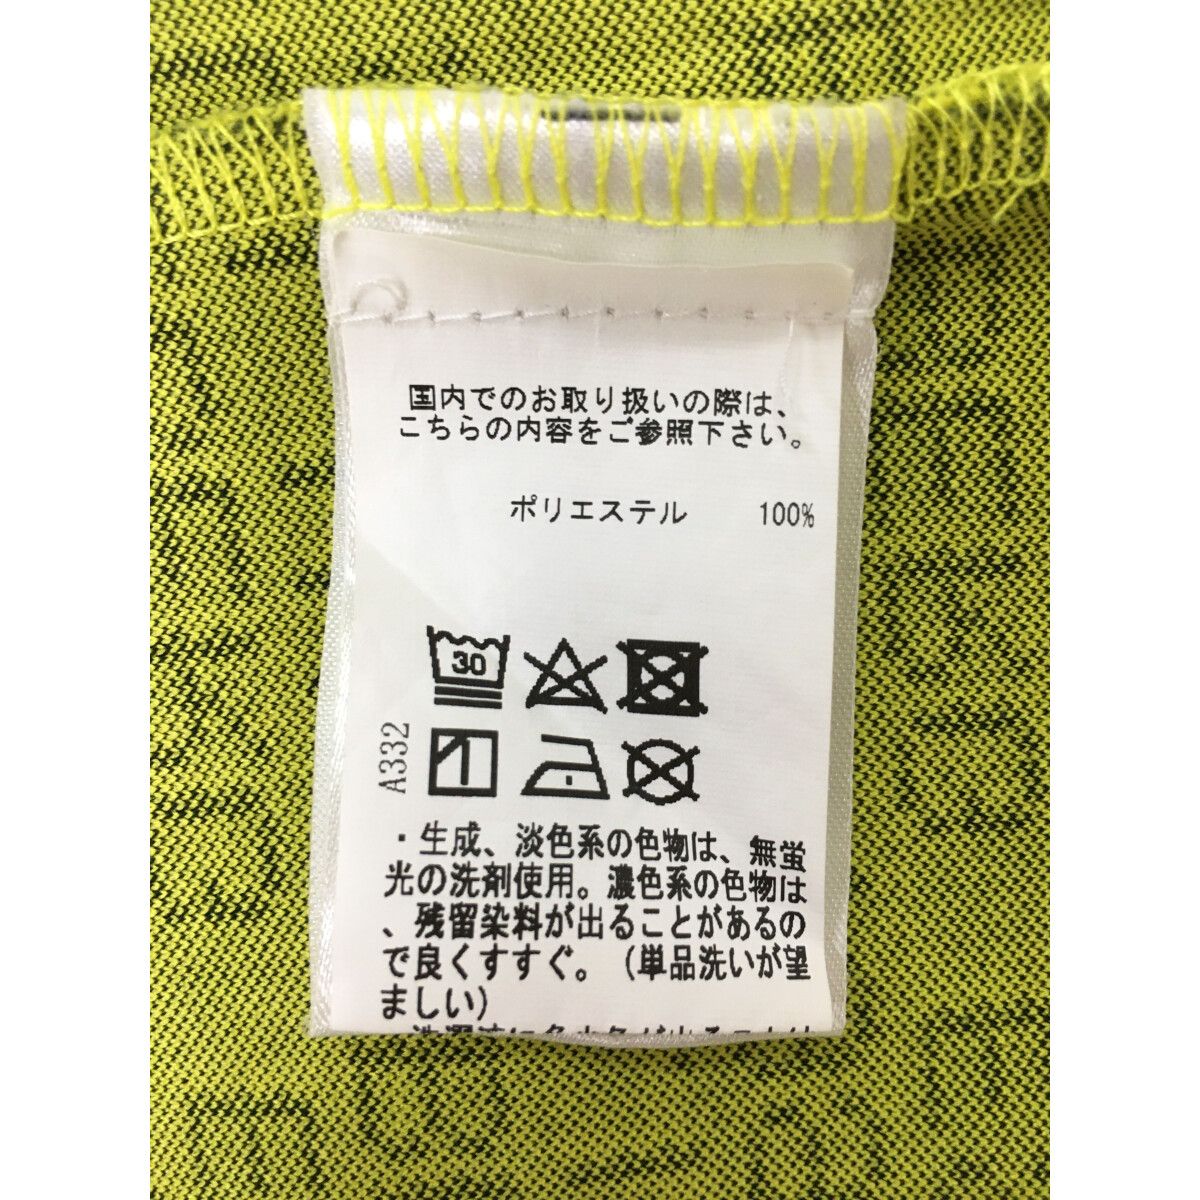 国内でのお取り扱いの際は、
こちらの内容をご参照下さい。
ポリエステル 100%
30
A332
・生成、淡色系の色物は、無蛍
光の洗剤使用。濃色系の色物は
、残留染料が出ることがあるの
で良くすすぐ。（単品洗いが望
ましい）